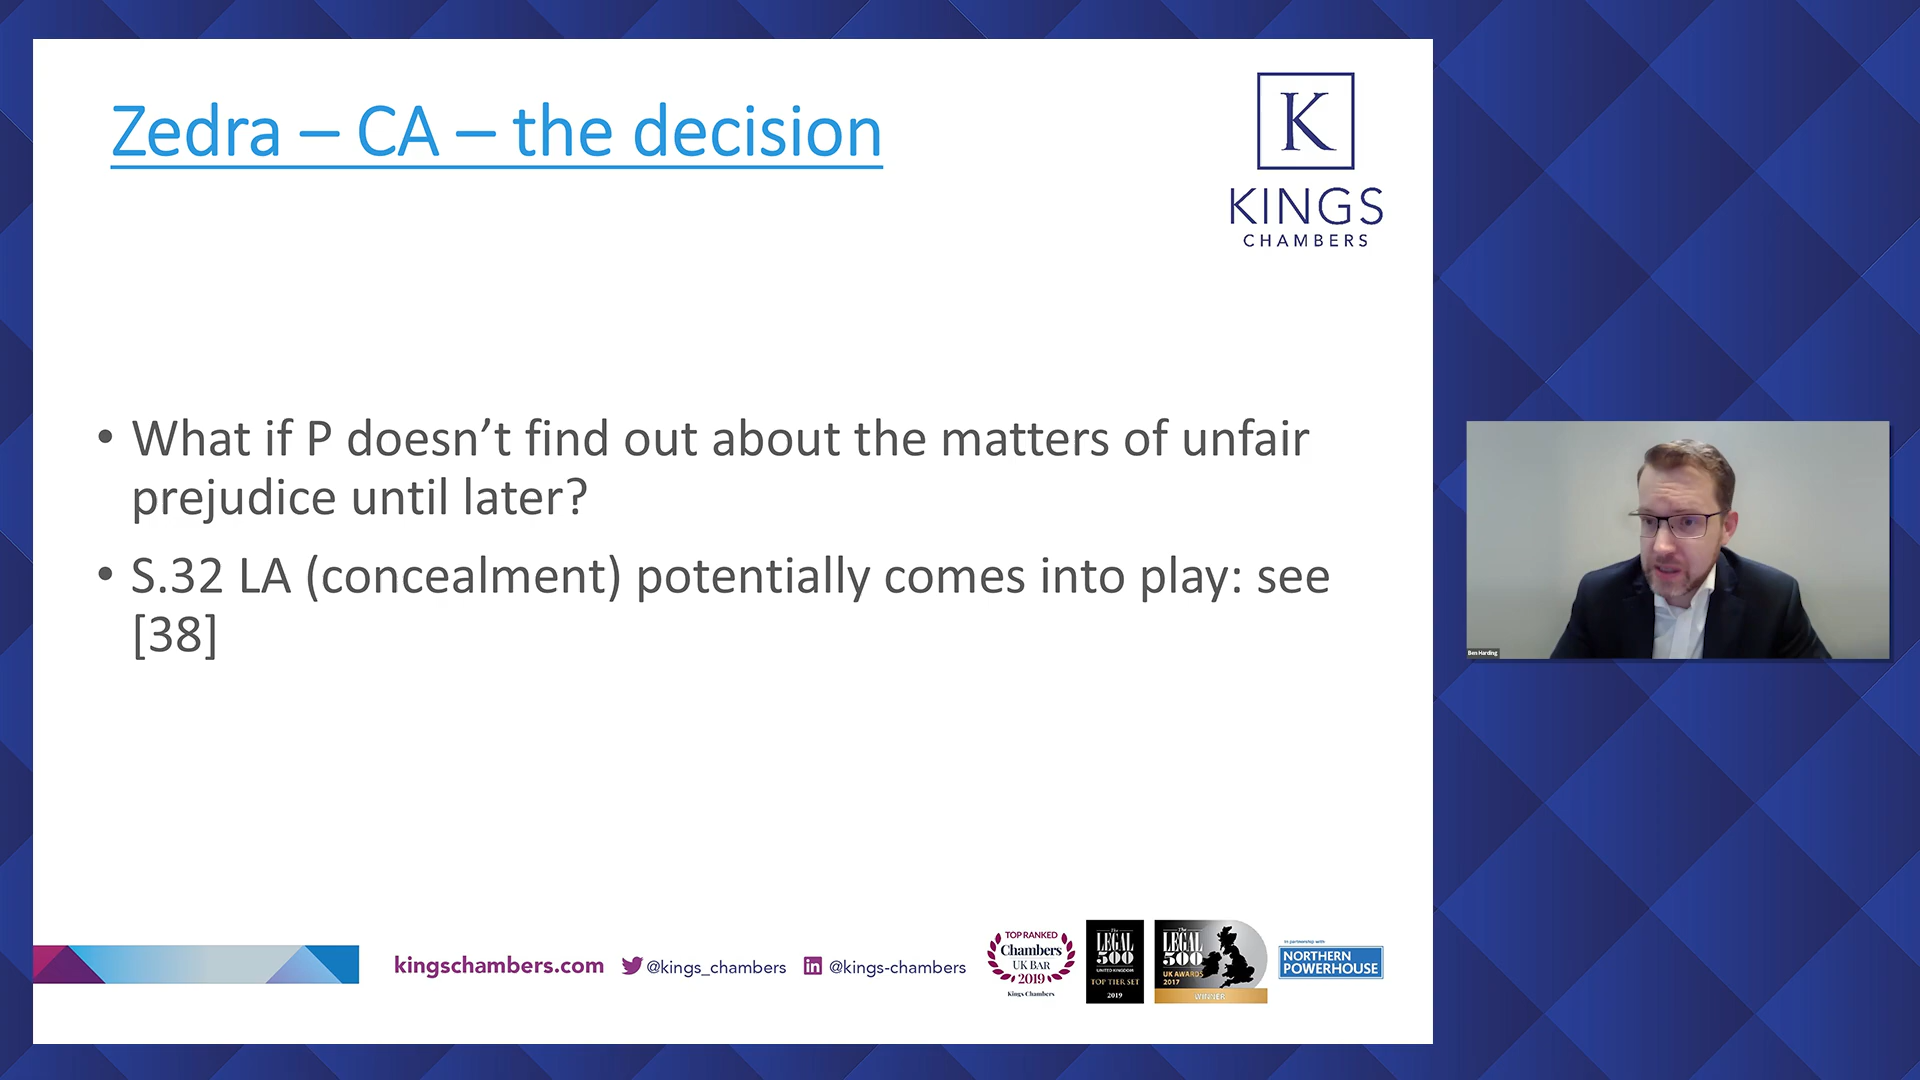 Zedra – CA – the decision
K
KINGS
CHAMBERS
• What if P doesn’t find out about the matters of unfair
prejudice until later?
• S.32 LA (concealment) potentially comes into play: see
[38]
Ben Harding
kingschambers.com
@kings_chambers
@kings-chambers
TOP RANKED
Chambers
UK BAR
2019
Kings Chambers
The
LEGAL
500
UNITED KINGDOM
TOP TIER SET
2019
The
LEGAL
500
UK AWARDS
2017
WINNER
in partnership with
NORTHERN
POWERHOUSE